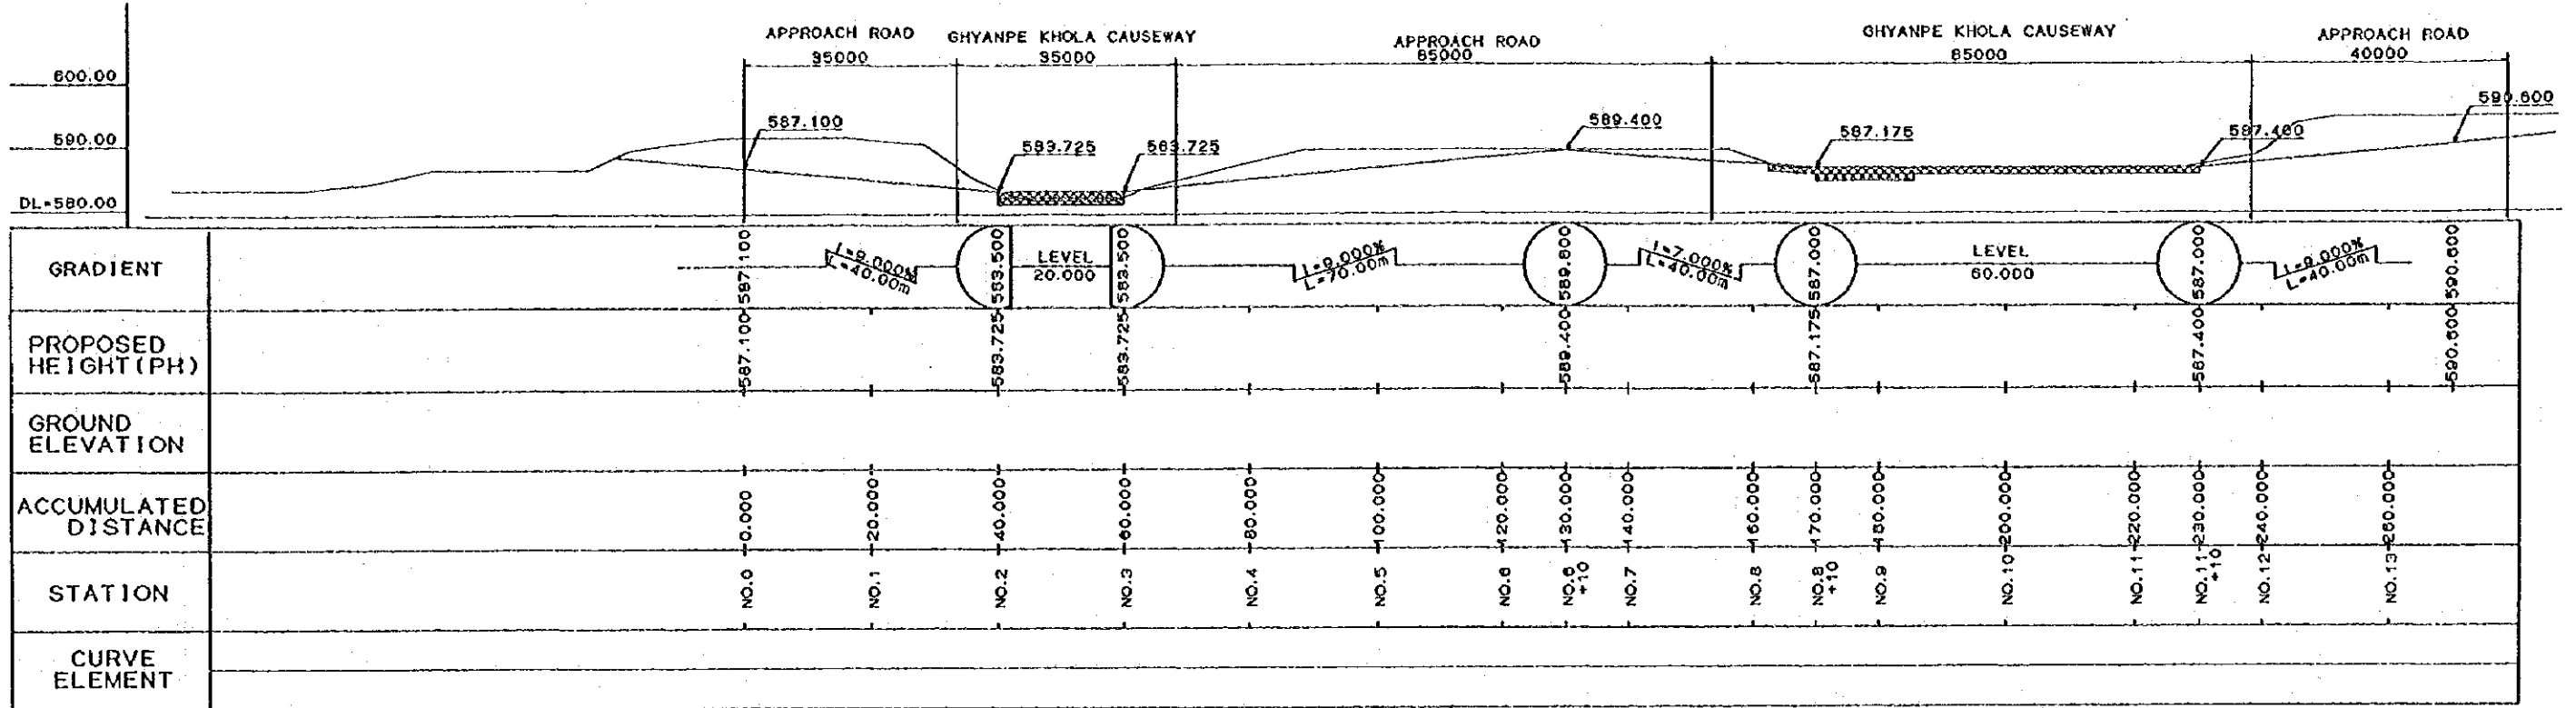 APPROACH ROAD
35000
GHYANPE KHOLA CAUSEWAY
35000
APPROACH ROAD
85000
GHYANPE KHOLA CAUSEWAY
85000
APPROACH ROAD
40000
600.00
590.00
DL=580.00
587.100
583.725
583.725
589.400
587.175
587.400
590.600
GRADIENT
587.100
I=9.000%
L=40.00m
583.500
LEVEL
20.000
583.500
I=9.000%
L=70.00m
589.800
I=7.000%
L=40.00m
587.000
LEVEL
60.000
587.000
I=9.000%
L=40.00m
590.600
PROPOSED
HEIGHT(PH)
587.100
583.725
583.725
589.400
587.175
587.400
590.600
GROUND
ELEVATION
ACCUMULATED
DISTANCE
0.000
20.000
40.000
60.000
80.000
100.000
120.000
130.000
140.000
160.000
170.000
180.000
200.000
220.000
230.000
240.000
260.000
STATION
NO.0
NO.1
NO.2
NO.3
NO.4
NO.5
NO.6
NO.6
+10
NO.7
NO.8
NO.8
+10
NO.9
NO.10
NO.11
NO.11
+10
NO.12
NO.13
CURVE
ELEMENT